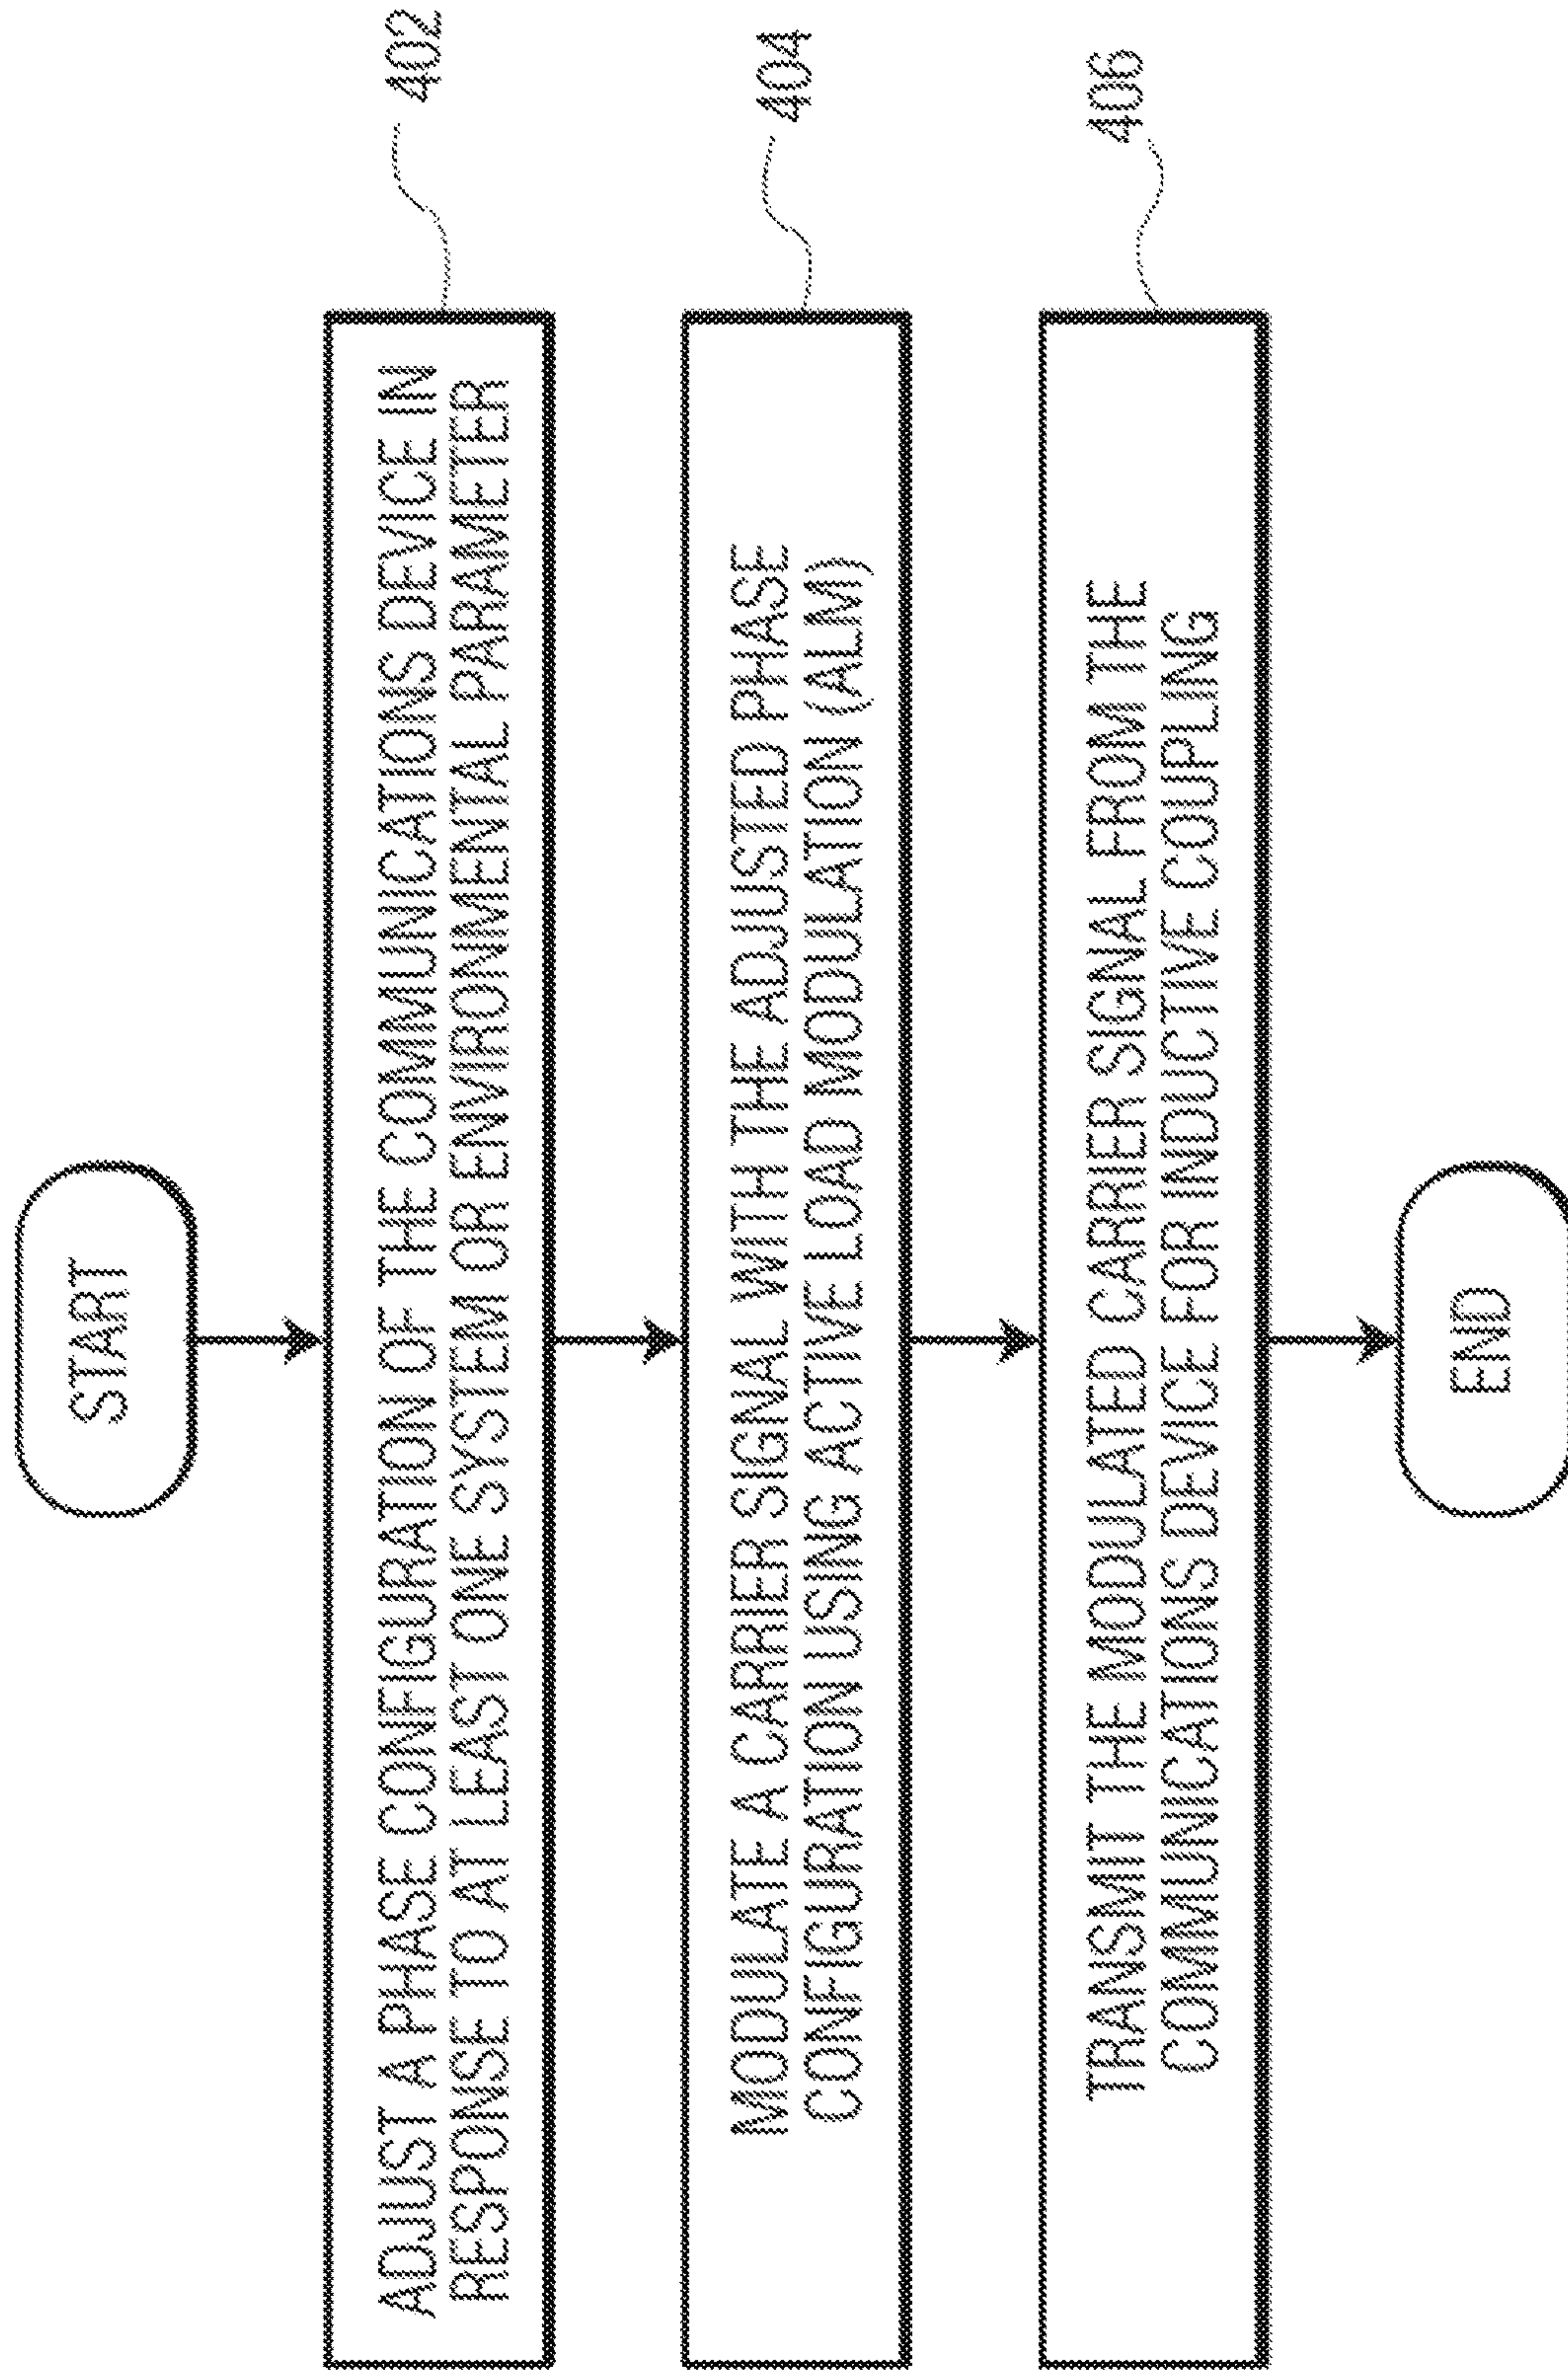 START
ADJUST A PHASE CONFIGURATION OF THE COMMUNICATIONS DEVICE IN
RESPONSE TO AT LEAST ONE SYSTEM OR ENVIRONMENTAL PARAMETER
402
MODULATE A CARRIER SIGNAL WITH THE ADJUSTED PHASE
CONFIGURATION USING ACTIVE LOAD MODULATION (ALM)
404
TRANSMIT THE MODULATED CARRIER SIGNAL FROM THE
COMMUNICATIONS DEVICE FOR INDUCTIVE COUPLING
406
END